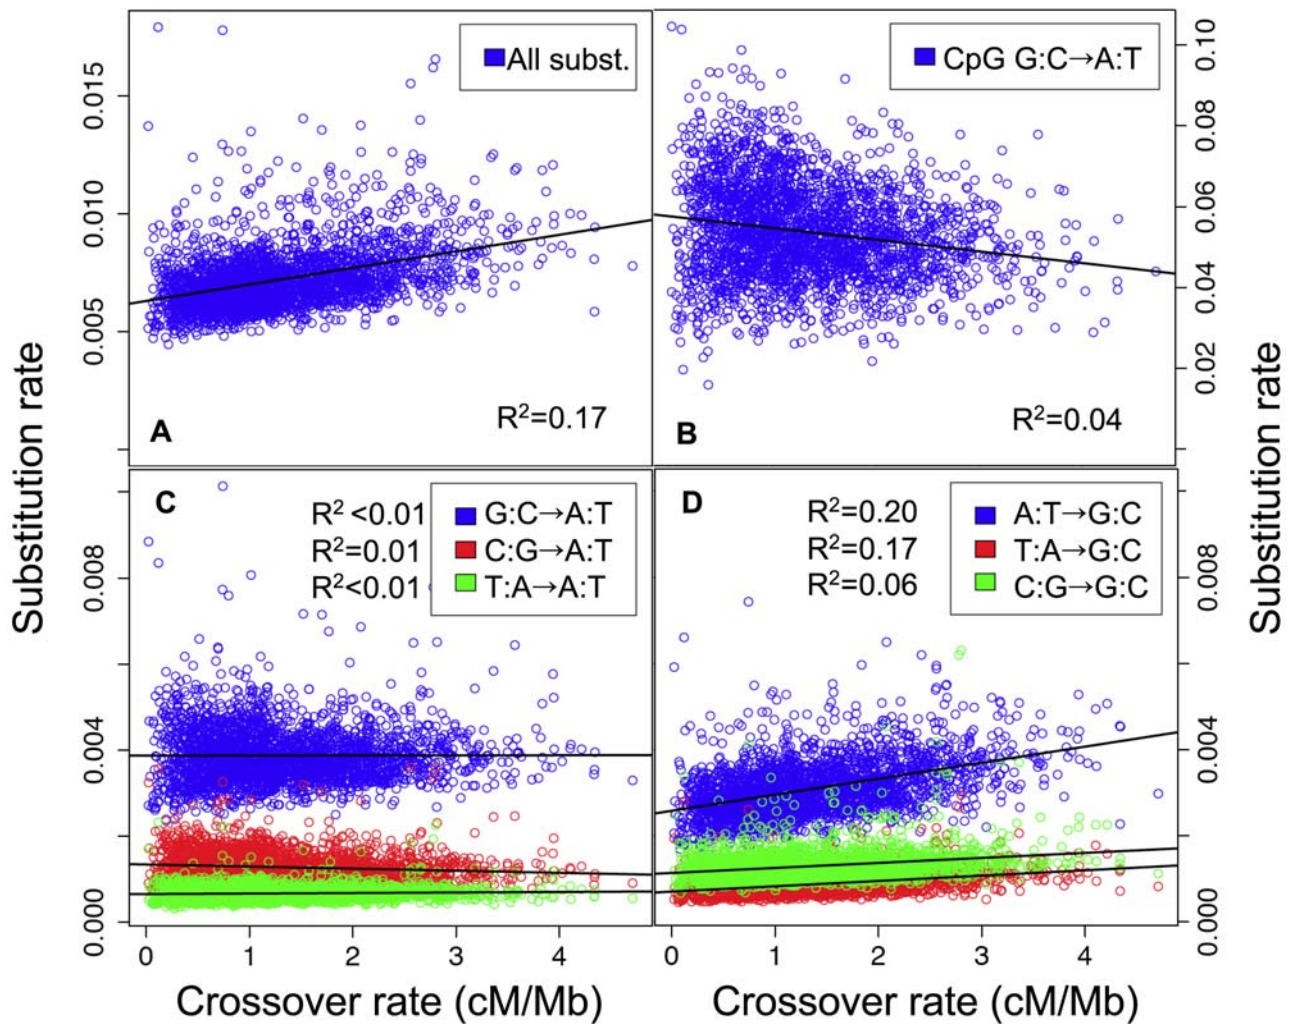 All subst.
CpG G:C→A:T
0.015
0.010
0.005
0.10
0.08
0.06
0.04
0.02
A
R²=0.17
B
R²=0.04
Substitution rate
Substitution rate
C
R² <0.01
G:C→A:T
R²=0.01
C:G→A:T
R²<0.01
T:A→A:T
D
R²=0.20
A:T→G:C
R²=0.17
T:A→G:C
R²=0.06
C:G→G:C
0.008
0.004
0.000
0.008
0.004
0.000
0 1 2 3 4
0 1 2 3 4
Crossover rate (cM/Mb)
Crossover rate (cM/Mb)